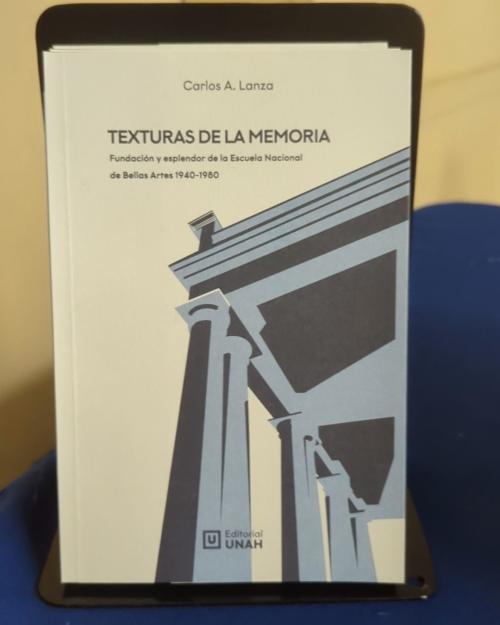 Carlos A. Lanza
TEXTURAS DE LA MEMORIA
Fundación y esplendor de la Escuela Nacional
de Bellas Artes 1940-1980
U
Editorial
UNAH